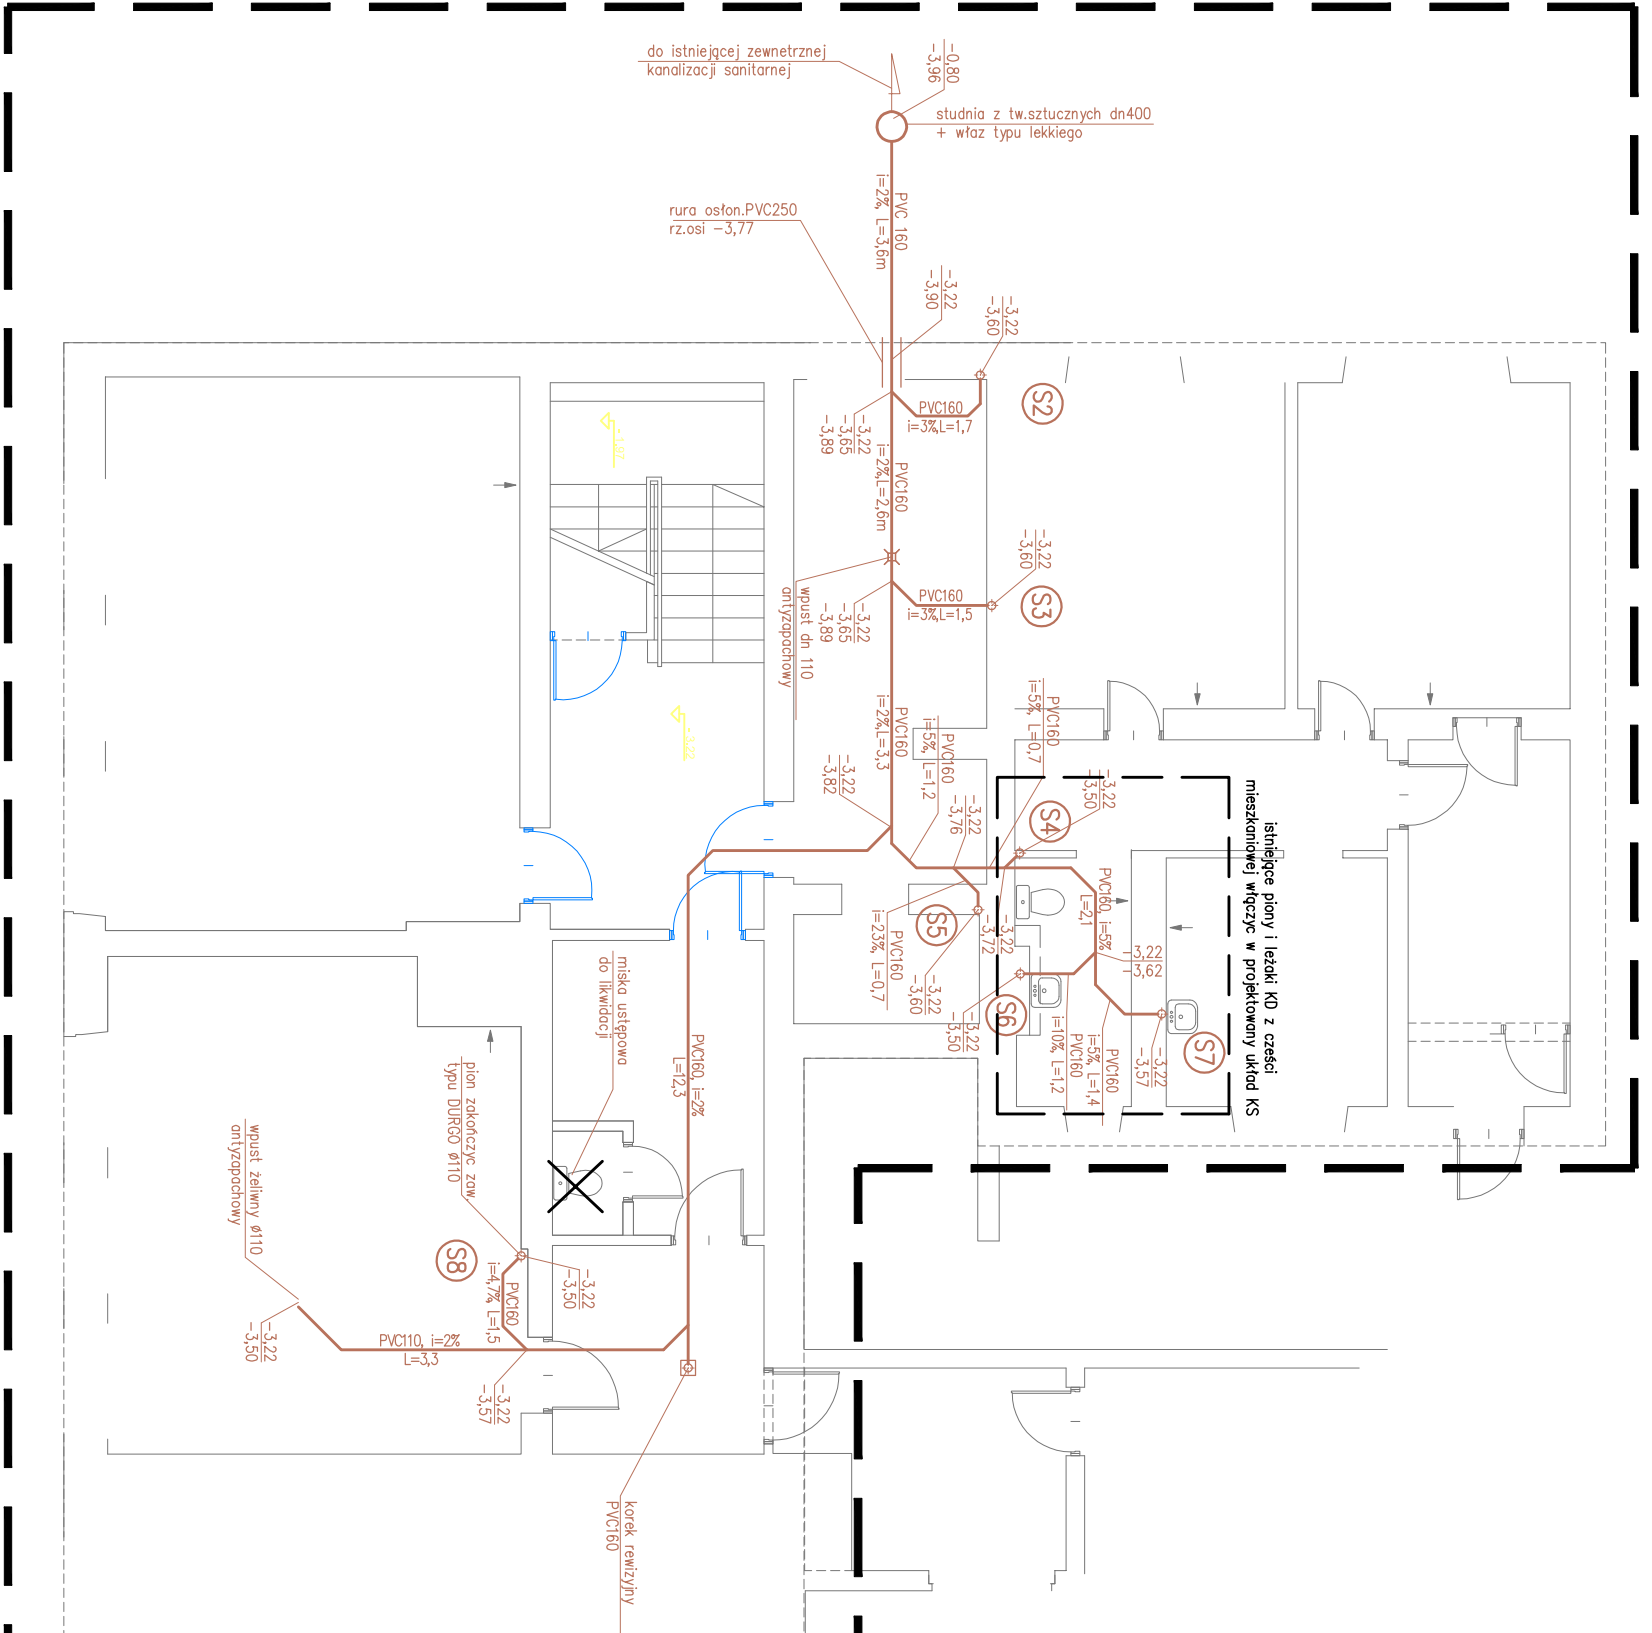 do istniejącej zewnetrznej
kanalizacji sanitarnej
-0,80
-3,96
studnia z tw.sztucznych dn400
+ właz typu lekkiego
PVC 160
i=2%, L=3,6m
rura osłon.PVC250
rz.osi -3,77
-3,22
-3,90
-3,22
-3,60
S2
PVC160
i=3%,L=1,7
-3,22
-3,65
-3,89
PVC160
i=2%,L=2,6m
-3,22
-3,60
S3
PVC160
i=3%,L=1,5
-3,22
-3,65
-3,89
wpust dn 110
antyzapachowy
PVC160
i=2%,L=3,3
PVC160
i=5%, L=1,2
PVC160
i=5%, L=0,7
-3,22
-3,82
-3,22
-3,76
-3,22
-3,50
S4
istniejące piony i leżaki KD z cześci
mieszkaniowej włączyc w projektowany układ KS
PVC160, i=5%
L=2,1
S5
-3,22
-3,72
-3,22
-3,62
PVC160
i=23%, L=0,7
-3,22
-3,60
-3,22
-3,50
S6
PVC160
i=10%, L=1,2
PVC160
i=5%, L=1,4
-3,22
-3,57
S7
miska ustępowa
do likwidacji
PVC160, i=2%
L=12,3
pion zakończyc zaw.
typu DURGO ø110
wpust żeliwny ø110
antyzapachowy
S8
-3,22
-3,50
PVC160
i=4,7%, L=1,5
-3,22
-3,50
PVC110, i=2%
L=3,3
-3,22
-3,57
korek rewizyjny
PVC160